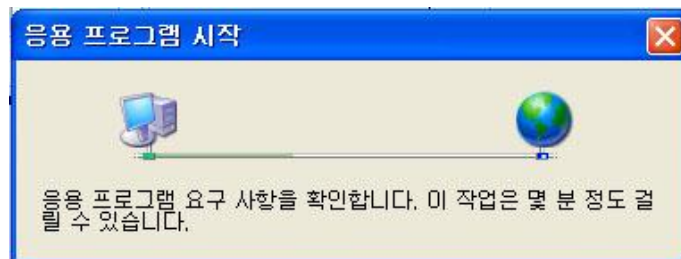 응용 프로그램 시작
응용 프로그램 요구 사항을 확인합니다. 이 작업은 몇 분 정도 걸
릴 수 있습니다.